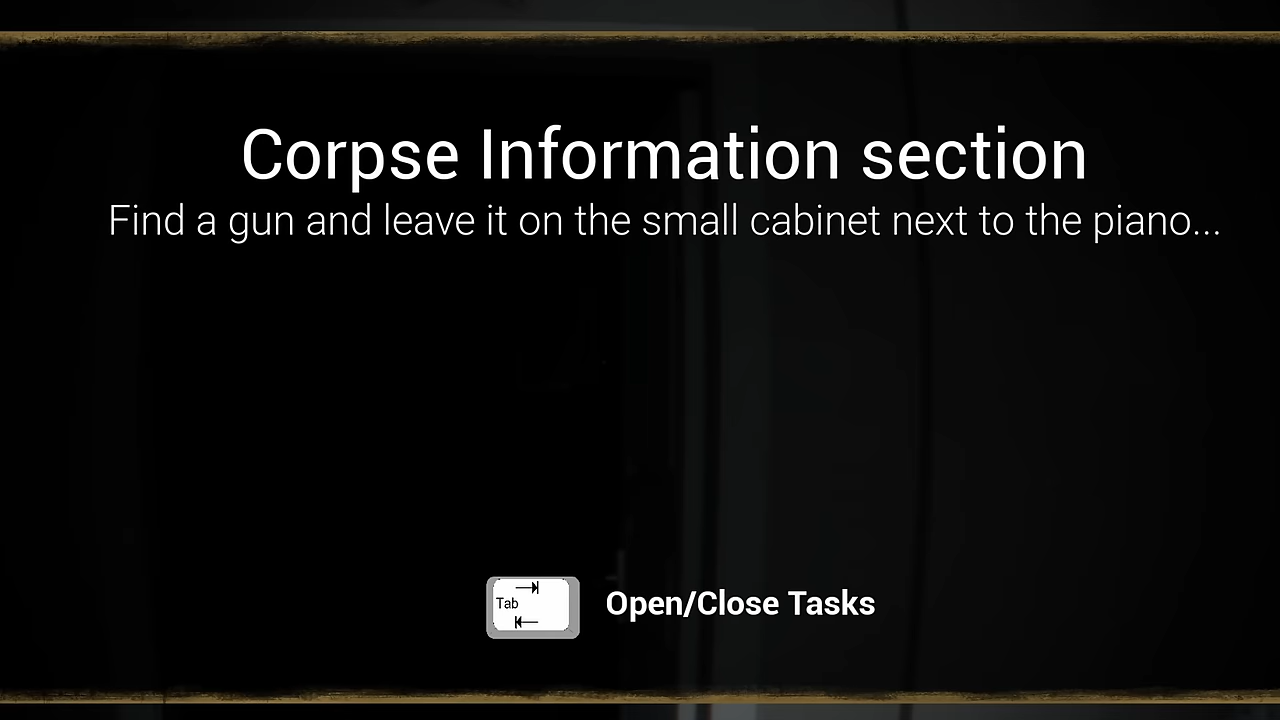 Corpse Information section
Find a gun and leave it on the small cabinet next to the piano...
Tab
Open/Close Tasks